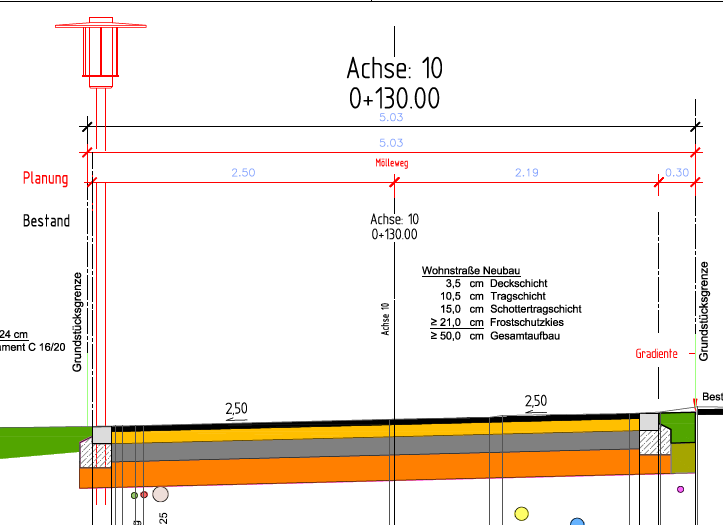 Achse: 10
0+130.00
5.03
5.03
Mölleweg
Planung
2.50
2.19
0.30
Bestand
Achse: 10
0+130.00
Grundstücksgrenze
Grundstücksgrenze
Wohnstraße Neubau
3,5 cm Deckschicht
10,5 cm Tragschicht
15,0 cm Schottertragschicht
≥ 21,0 cm Frostschutzkies
≥ 50,0 cm Gesamtaufbau
Achse 10
24 cm
ament C 16/20
Gradiente
Best
2,50
2,50
25